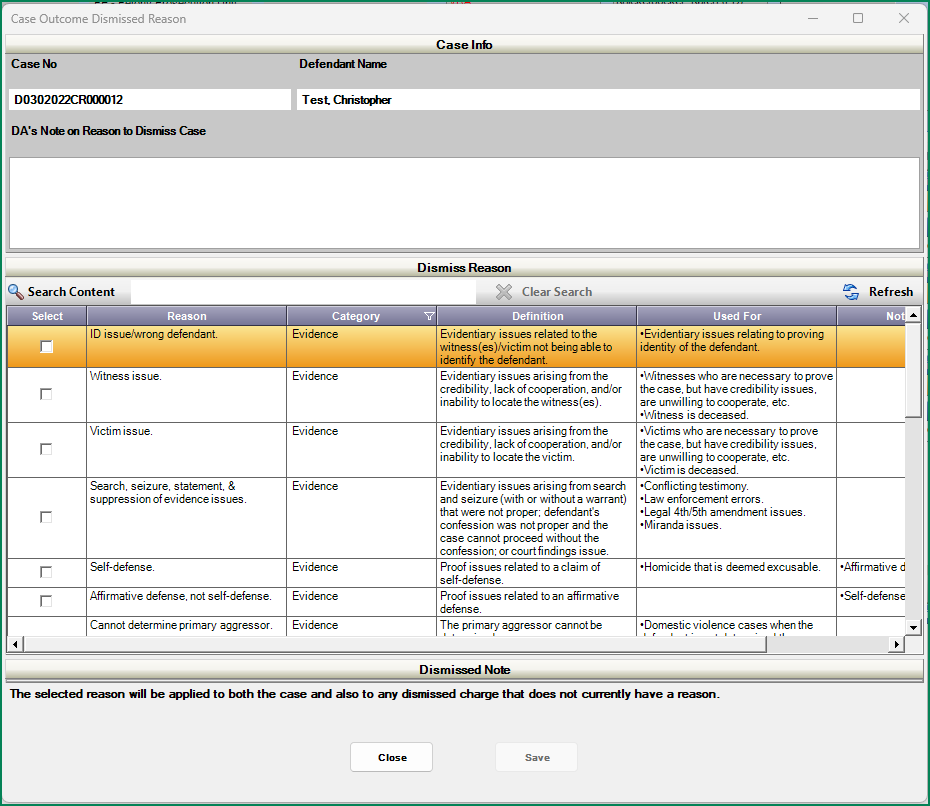 Case Outcome Dismissed Reason
Case Info
Case No
Defendant Name
D0302022CR000012
Test, Christopher
DA's Note on Reason to Dismiss Case
Dismiss Reason
Search Content
Clear Search
Refresh
Select
Reason
Category
Definition
Used For
Not
ID issue/wrong defendant.
Evidence
Evidentiary issues related to the
witness(es)/victim not being able to
identify the defendant.
•Evidentiary issues relating to proving
identity of the defendant.
Witness issue.
Evidence
Evidentiary issues arising from the
credibility, lack of cooperation, and/or
inability to locate the witness(es).
•Witnesses who are necessary to prove
the case, but have credibility issues,
are unwilling to cooperate, etc.
•Witness is deceased.
Victim issue.
Evidence
Evidentiary issues arising from the
credibility, lack of cooperation, and/or
inability to locate the victim.
•Victims who are necessary to prove
the case, but have credibility issues,
are unwilling to cooperate, etc.
•Victim is deceased.
Search, seizure, statement, &
suppression of evidence issues.
Evidence
Evidentiary issues arising from search
and seizure (with or without a warrant)
that were not proper; defendant's
confession was not proper and the
case cannot proceed without the
confession; or court findings issue.
•Conflicting testimony.
•Law enforcement errors.
•Legal 4th/5th amendment issues.
•Miranda issues.
Self-defense.
Evidence
Proof issues related to a claim of
self-defense.
•Homicide that is deemed excusable.
•Affirmative d
Affirmative defense, not self-defense.
Evidence
Proof issues related to an affirmative
defense.
•Self-defense
Cannot determine primary aggressor.
Evidence
The primary aggressor cannot be
•Domestic violence cases when the
Dismissed Note
The selected reason will be applied to both the case and also to any dismissed charge that does not currently have a reason.
Close
Save